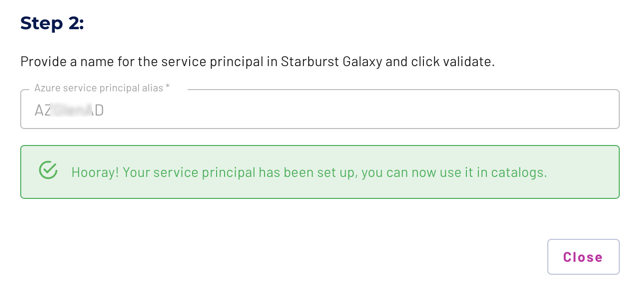 Step 2:
Provide a name for the service principal in Starburst Galaxy and click validate.
Azure service principal alias *
Hooray! Your service principal has been set up, you can now use it in catalogs.
Close